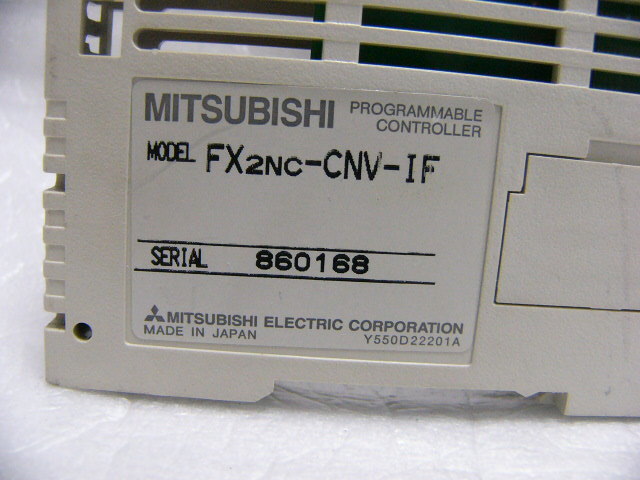 MITSUBISHI PROGRAMMABLE CONTROLLER
MODEL FX2NC-CNV-IF
SERIAL 860168
MITSUBISHI ELECTRIC CORPORATION
MADE IN JAPAN Y550D22201A